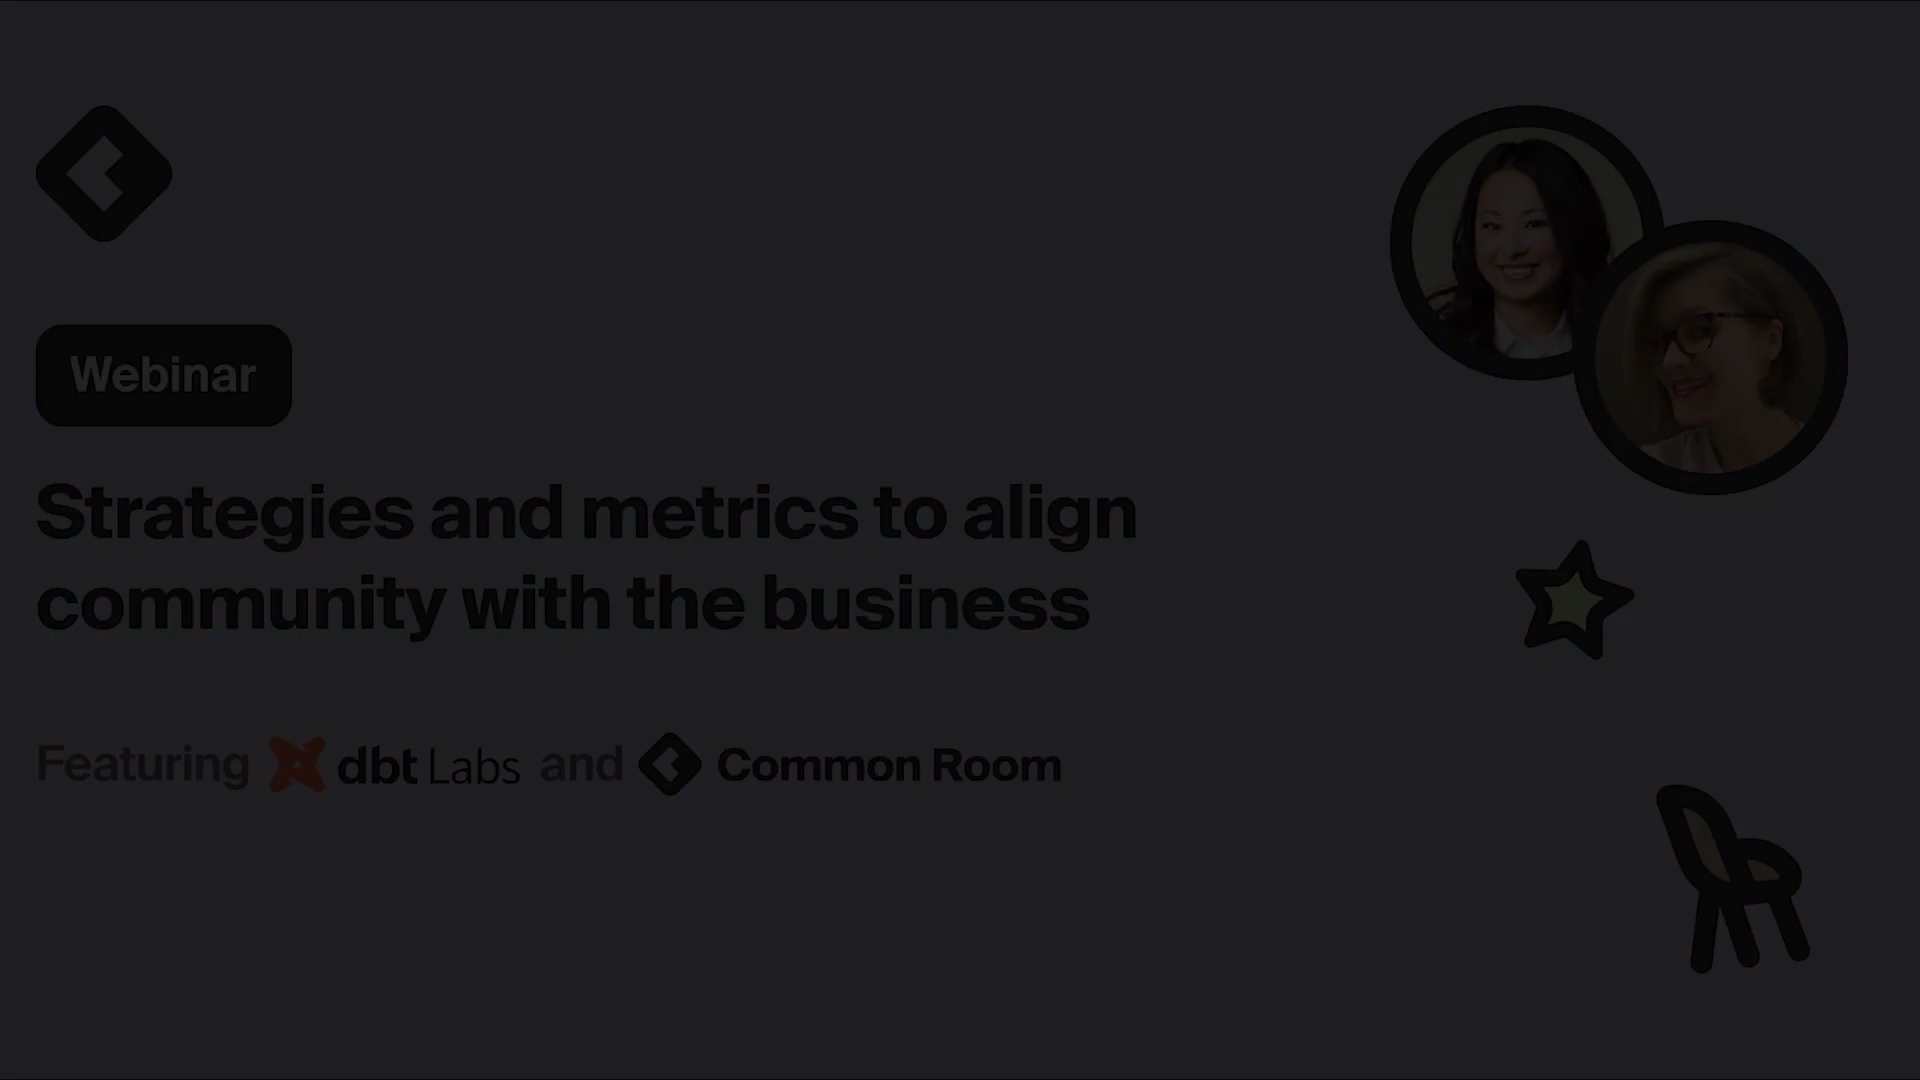 Webinar
Strategies and metrics to align
community with the business
Featuring dbt Labs and Common Room